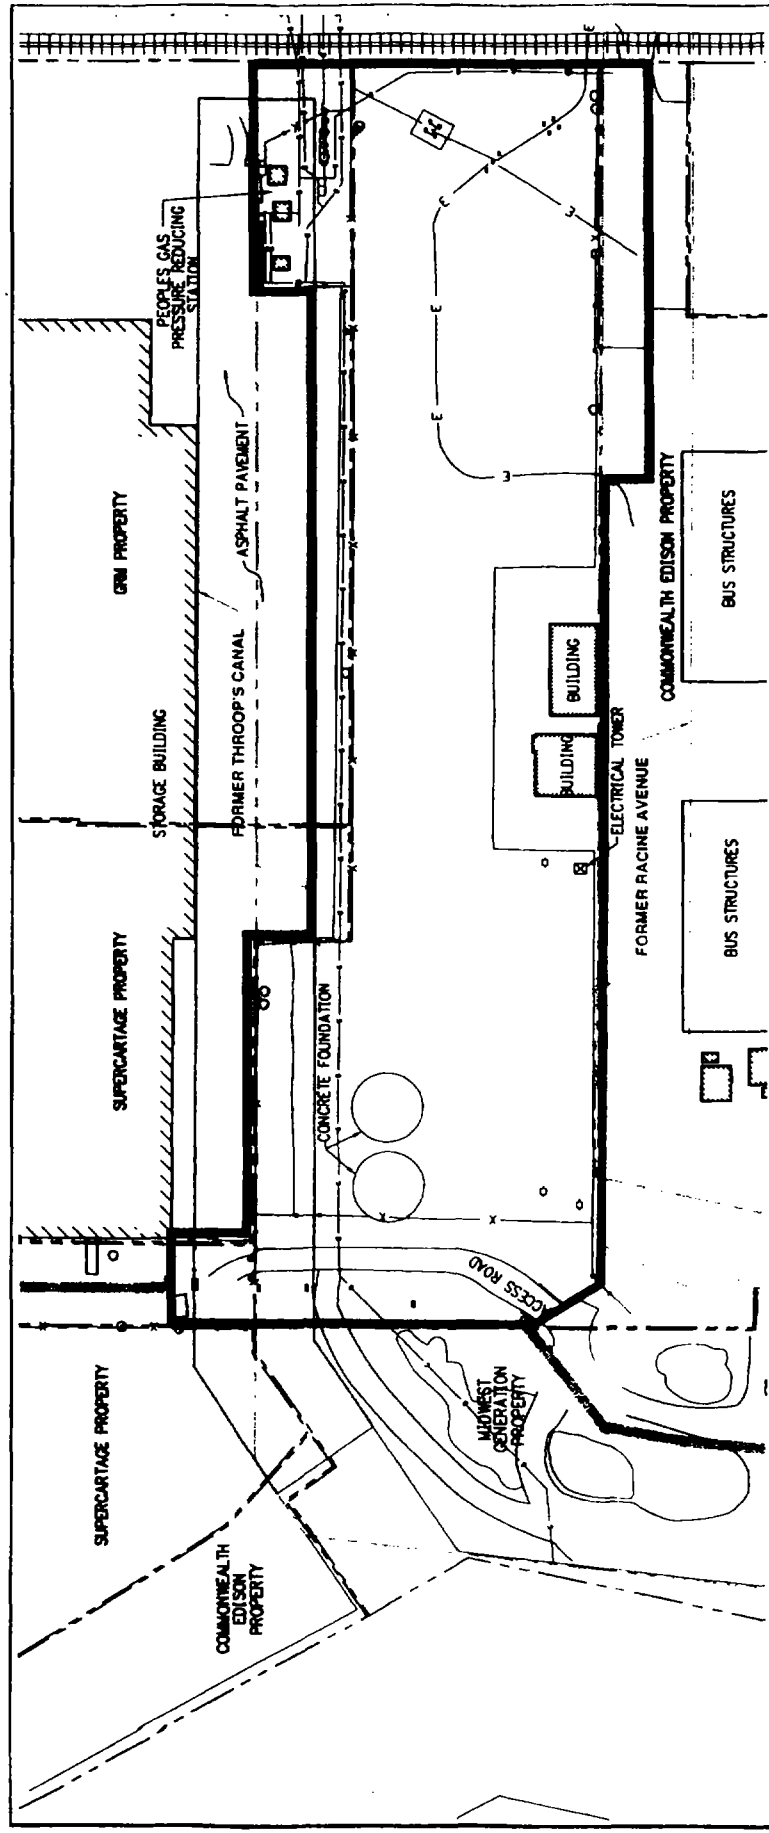 PEOPLES GAS
PRESSURE REDUCING
STATION
GRM PROPERTY
ASPHALT PAVEMENT
STORAGE BUILDING
FORMER THROOP'S CANAL
SUPERCARTAGE PROPERTY
CONCRETE FOUNDATION
SUPERCARTAGE PROPERTY
COMMONWEALTH
EDISON
PROPERTY
E
E
E
E
E
E
COMMONWEALTH EDISON PROPERTY
BUS STRUCTURES
BUILDING
BUILDING
ELECTRICAL TOWER
FORMER RACINE AVENUE
BUS STRUCTURES
ACCESS ROAD
MIDWEST
GENERATION
PROPERTY